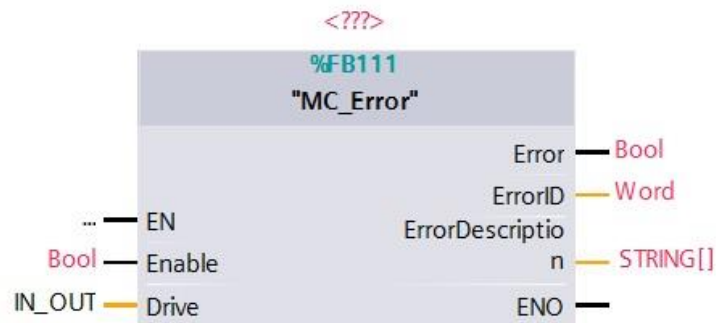 <???>
%FB111
"MC_Error"
Error Bool
ErrorID Word
... EN
ErrorDescriptio
n STRING[]
Bool Enable
IN_OUT Drive
ENO